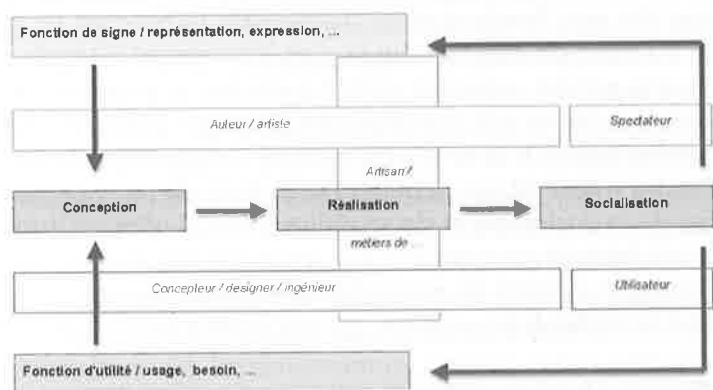 Fonction de signe / représentation, expression, ...
Auteur / artiste
Spectateur
Artisan /.
Conception
Réalisation
Socialisation
métiers de ...
Concepteur / designer / ingénieur
Utilisateur
Fonction d'utilité / usage, besoin, ...